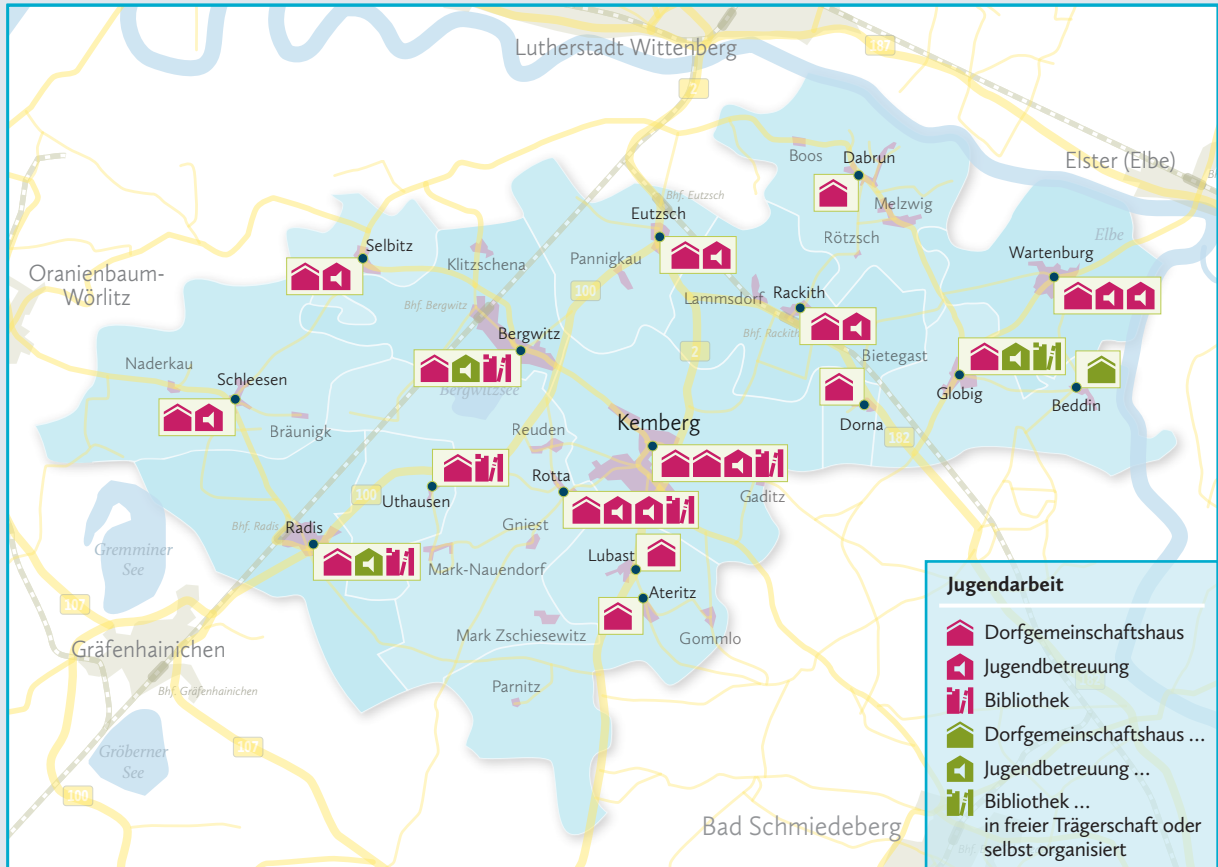 Lutherstadt Wittenberg
187
2
Boos
Dabrun
Elster (Elbe)
Melzwig
Bhf. Eutzsch
Eutzsch
Rötzsch
Elbe
Selbitz
Klitzschena
Pannigkau
Wartenburg
Oranienbaum-
Wörlitz
100
Lammsdorf
Rackith
Bhf. Bergwitz
Bhf. Rackith
Bergwitz
2
Bietegast
Naderkau
Schleesen
Bergwitzsee
Globig
Beddin
Bräunigk
Reuden
Kemberg
Dorna
182
Rotta
100
Uthausen
Gaditz
Bhf. Radis
Radis
Gniest
Gremminer
See
Mark-Nauendorf
Lubast
Ateritz
107
Mark Zschiesewitz
Gommlo
Gräfenhainichen
Bhf. Gräfenhainichen
Parnitz
Gröberner
See
107
100
Bad Schmiedeberg
Jugendarbeit
Dorfgemeinschaftshaus
Jugendbetreuung
Bibliothek
Dorfgemeinschaftshaus ...
Jugendbetreuung ...
Bibliothek ...
in freier Trägerschaft oder
selbst organisiert